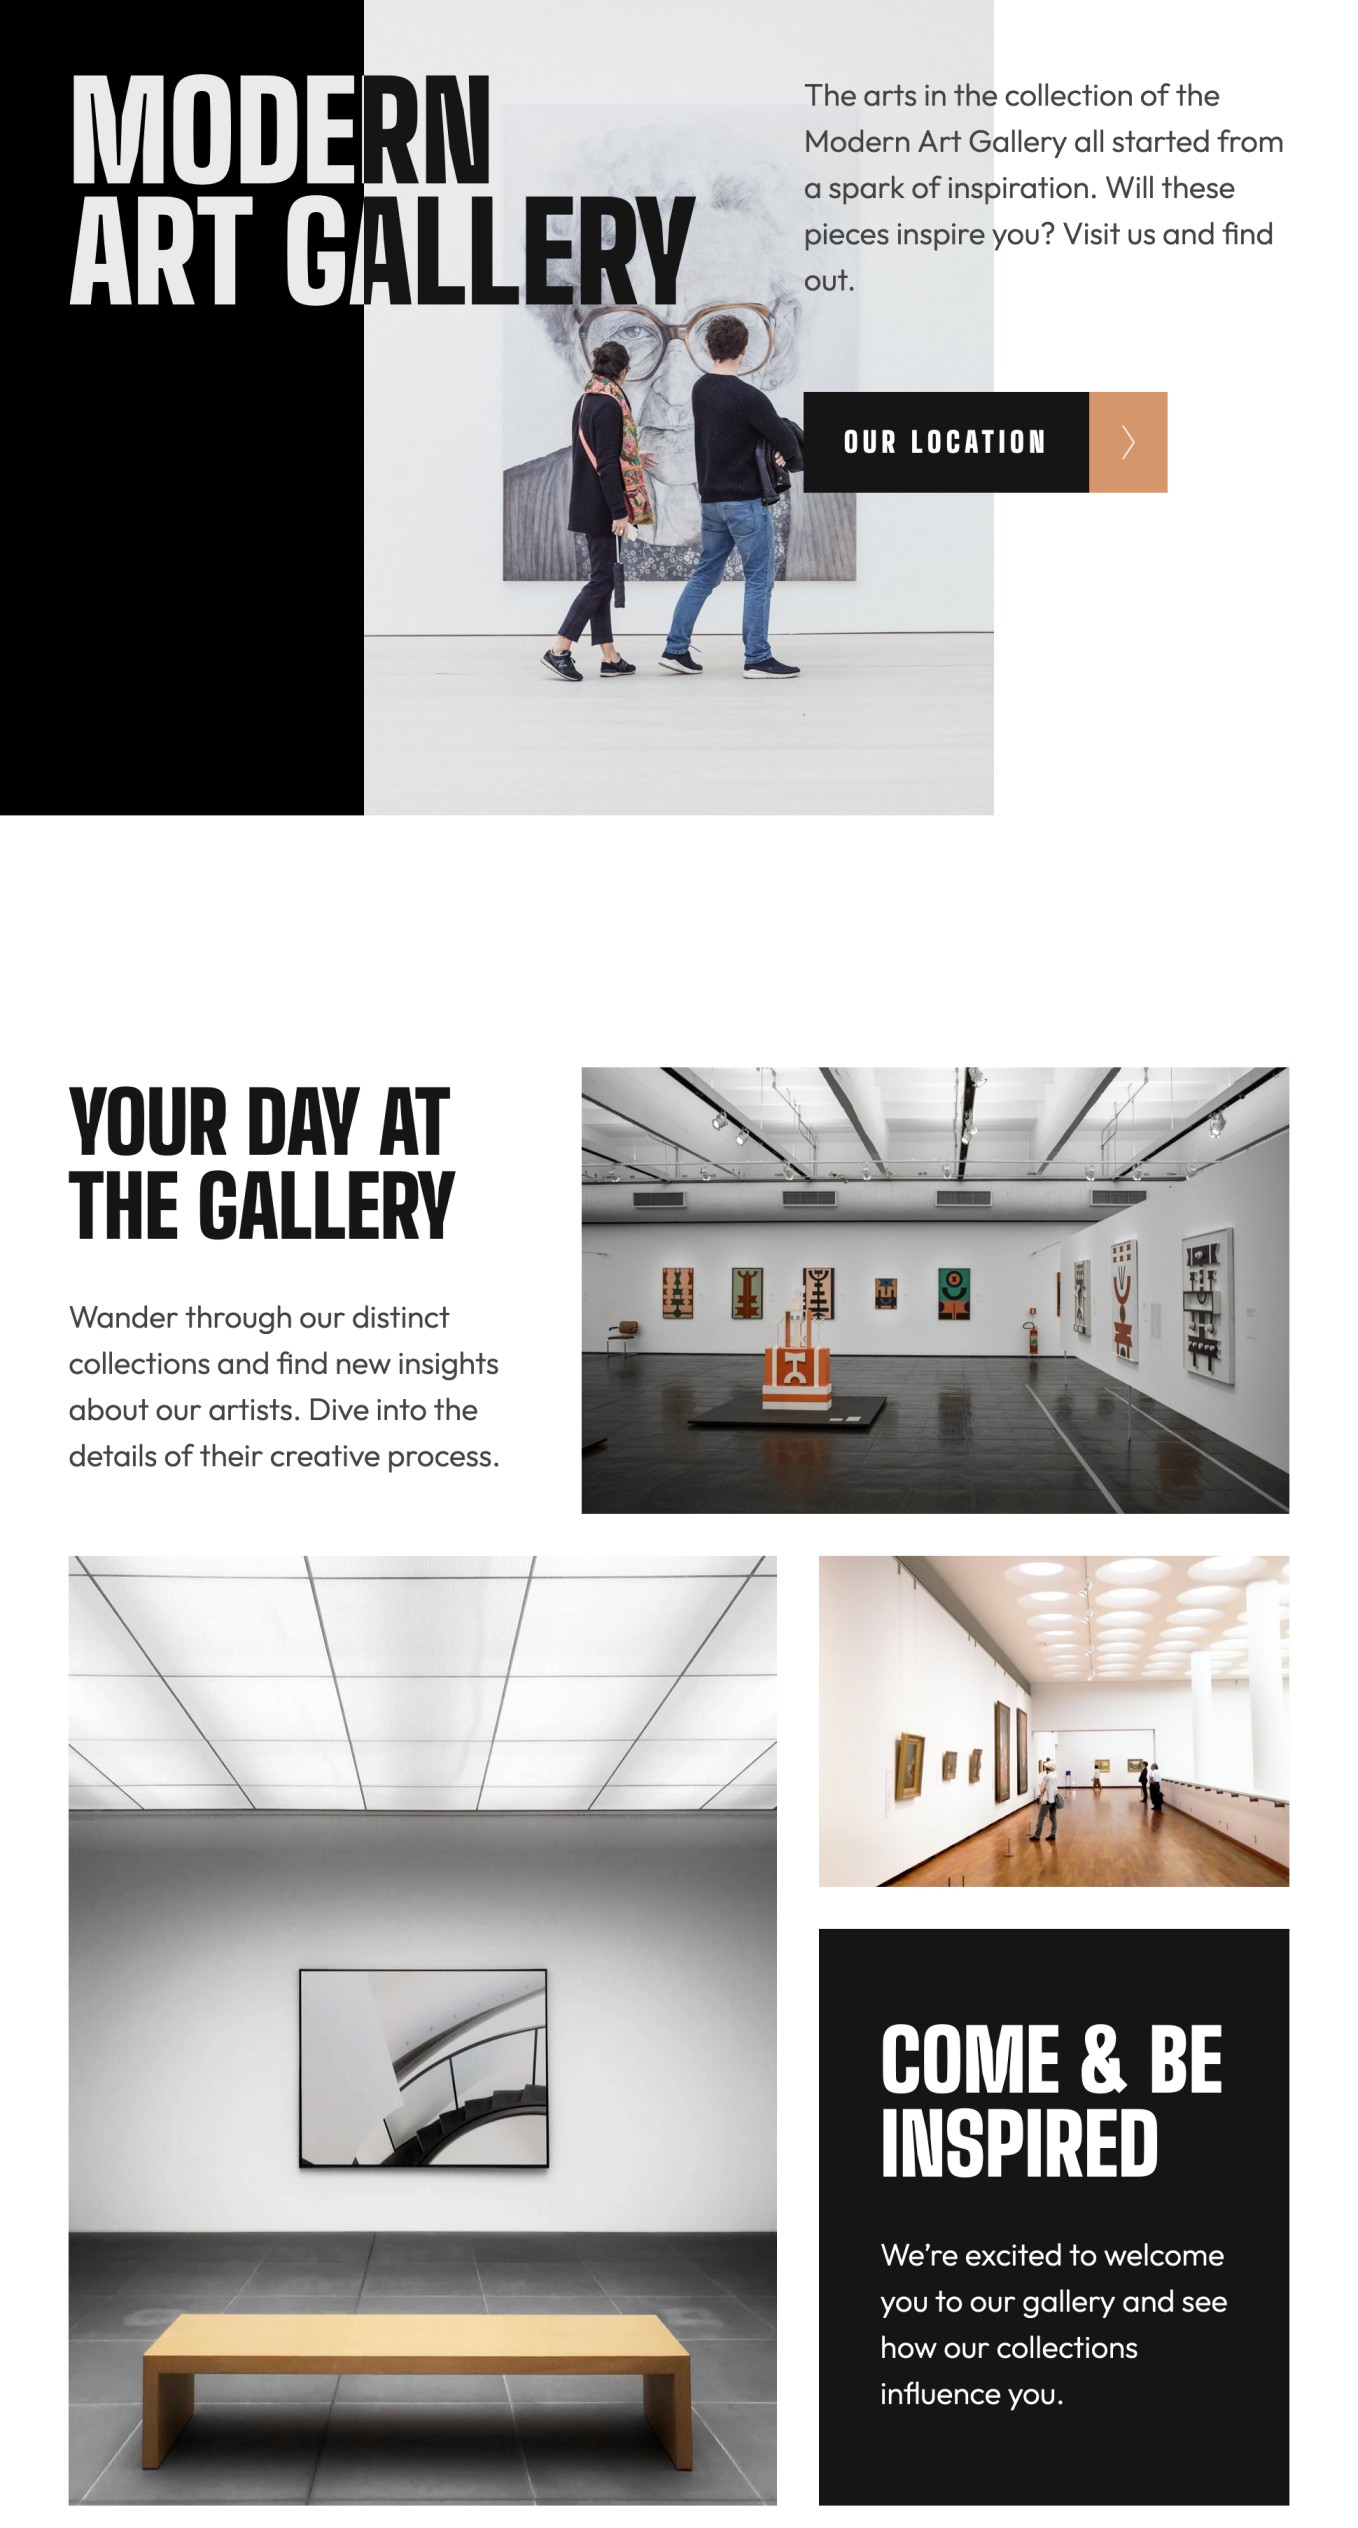 MODERN
ART GALLERY
The arts in the collection of the
Modern Art Gallery all started from
a spark of inspiration. Will these
pieces inspire you? Visit us and find
out.
OUR LOCATION
YOUR DAY AT
THE GALLERY
Wander through our distinct
collections and find new insights
about our artists. Dive into the
details of their creative process.
COME & BE
INSPIRED
We’re excited to welcome
you to our gallery and see
how our collections
influence you.